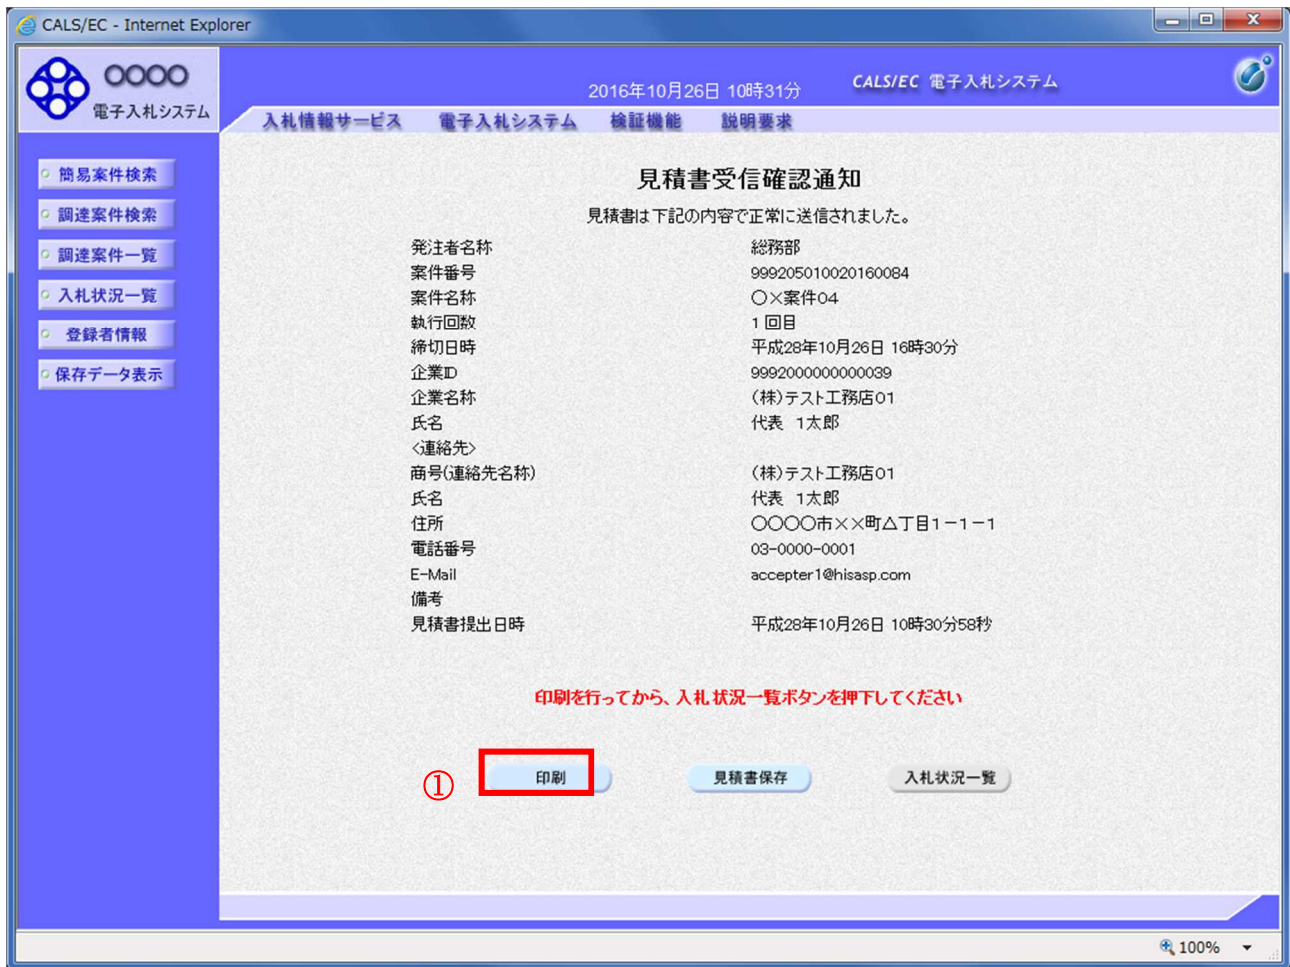 CALS/EC - Internet Explorer
〇〇〇〇
電子入札システム
2016年10月26日 10時31分
CALS/EC 電子入札システム
入札情報サービス 電子入札システム 検証機能 説明要求
簡易案件検索
調達案件検索
調達案件一覧
入札状況一覧
登録者情報
保存データ表示
見積書受信確認通知
見積書は下記の内容で正常に送信されました。
発注者名称 総務部
案件番号 999205010020160084
案件名称 〇×案件04
執行回数 1回目
締切日時 平成28年10月26日 16時30分
企業ID 9992000000000039
企業名称 (株)テスト工務店01
氏名 代表 1太郎
<連絡先>
商号(連絡先名称) (株)テスト工務店01
氏名 代表 1太郎
住所 〇〇〇〇市××町△丁目1-1-1
電話番号 03-0000-0001
E-Mail accepter1@hisasp.com
備考
見積書提出日時 平成28年10月26日 10時30分58秒
印刷を行ってから、入札状況一覧ボタンを押下してください
① 印刷 見積書保存 入札状況一覧
100%